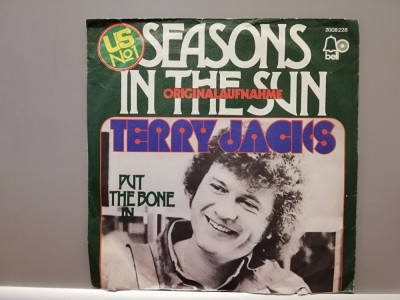 US
No1
SEASONS
IN THE SUN
ORIGINALAUFNAHME
2008228
bell
TERRY JACKS
PUT
THE BONE
IN